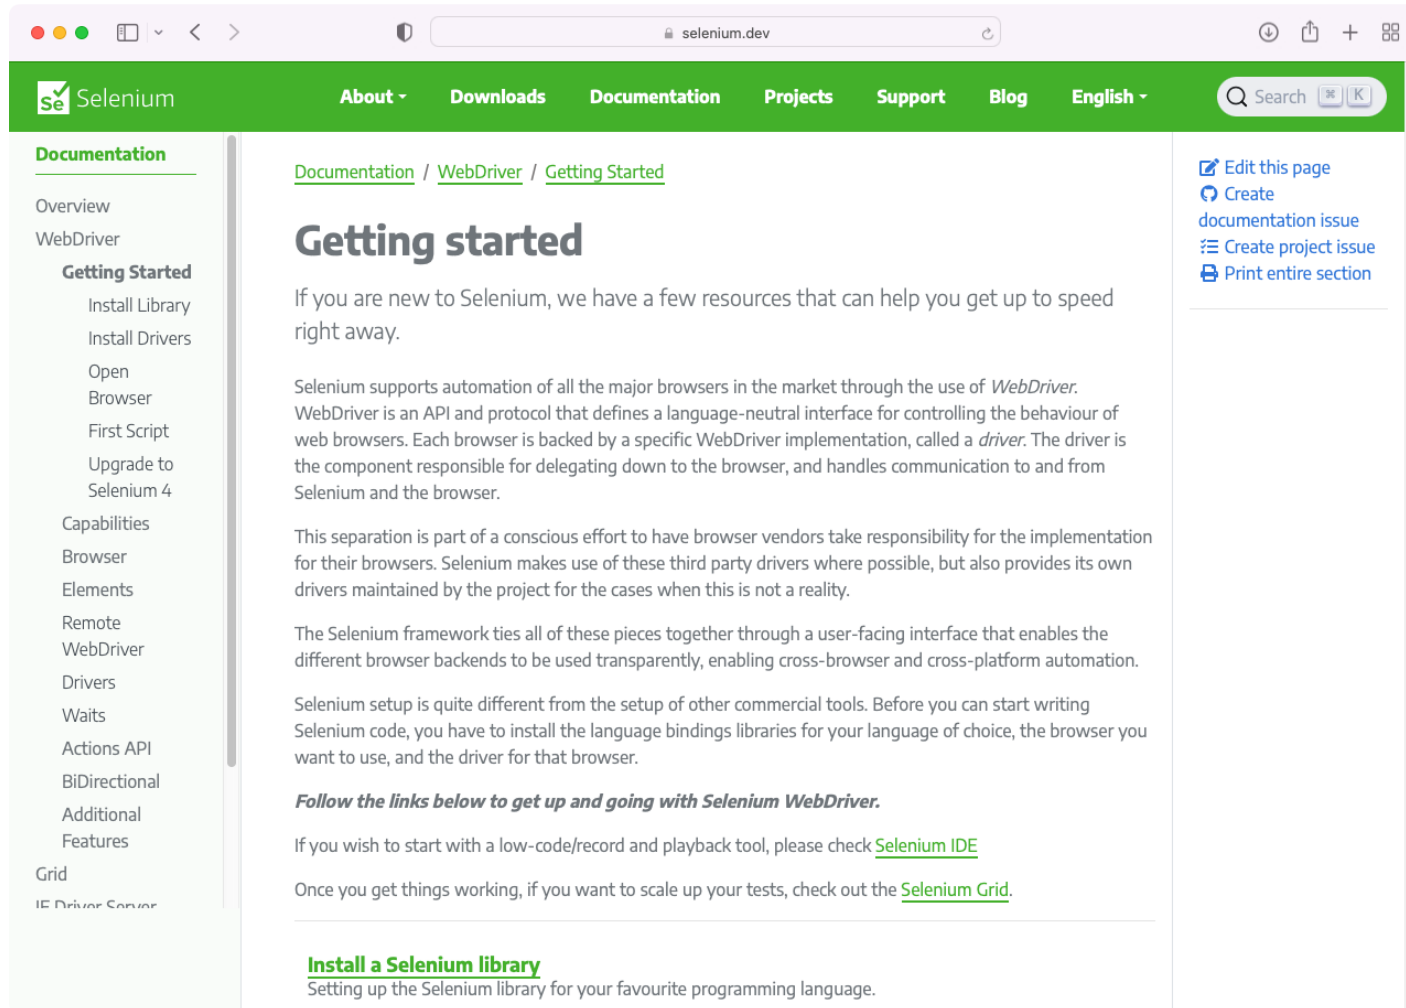 selenium.dev
Se Selenium
About
Downloads
Documentation
Projects
Support
Blog
English
Search ⌘ K
Documentation
Overview
WebDriver
Getting Started
Install Library
Install Drivers
Open
Browser
First Script
Upgrade to
Selenium 4
Capabilities
Browser
Elements
Remote
WebDriver
Drivers
Waits
Actions API
BiDirectional
Additional
Features
Grid
IE Driver Server
Documentation / WebDriver / Getting Started
Getting started
If you are new to Selenium, we have a few resources that can help you get up to speed
right away.
Selenium supports automation of all the major browsers in the market through the use of WebDriver.
WebDriver is an API and protocol that defines a language-neutral interface for controlling the behaviour of
web browsers. Each browser is backed by a specific WebDriver implementation, called a driver. The driver is
the component responsible for delegating down to the browser, and handles communication to and from
Selenium and the browser.
This separation is part of a conscious effort to have browser vendors take responsibility for the implementation
for their browsers. Selenium makes use of these third party drivers where possible, but also provides its own
drivers maintained by the project for the cases when this is not a reality.
The Selenium framework ties all of these pieces together through a user-facing interface that enables the
different browser backends to be used transparently, enabling cross-browser and cross-platform automation.
Selenium setup is quite different from the setup of other commercial tools. Before you can start writing
Selenium code, you have to install the language bindings libraries for your language of choice, the browser you
want to use, and the driver for that browser.
Follow the links below to get up and going with Selenium WebDriver.
If you wish to start with a low-code/record and playback tool, please check Selenium IDE
Once you get things working, if you want to scale up your tests, check out the Selenium Grid.
Install a Selenium library
Setting up the Selenium library for your favourite programming language.
Edit this page
Create
documentation issue
Create project issue
Print entire section